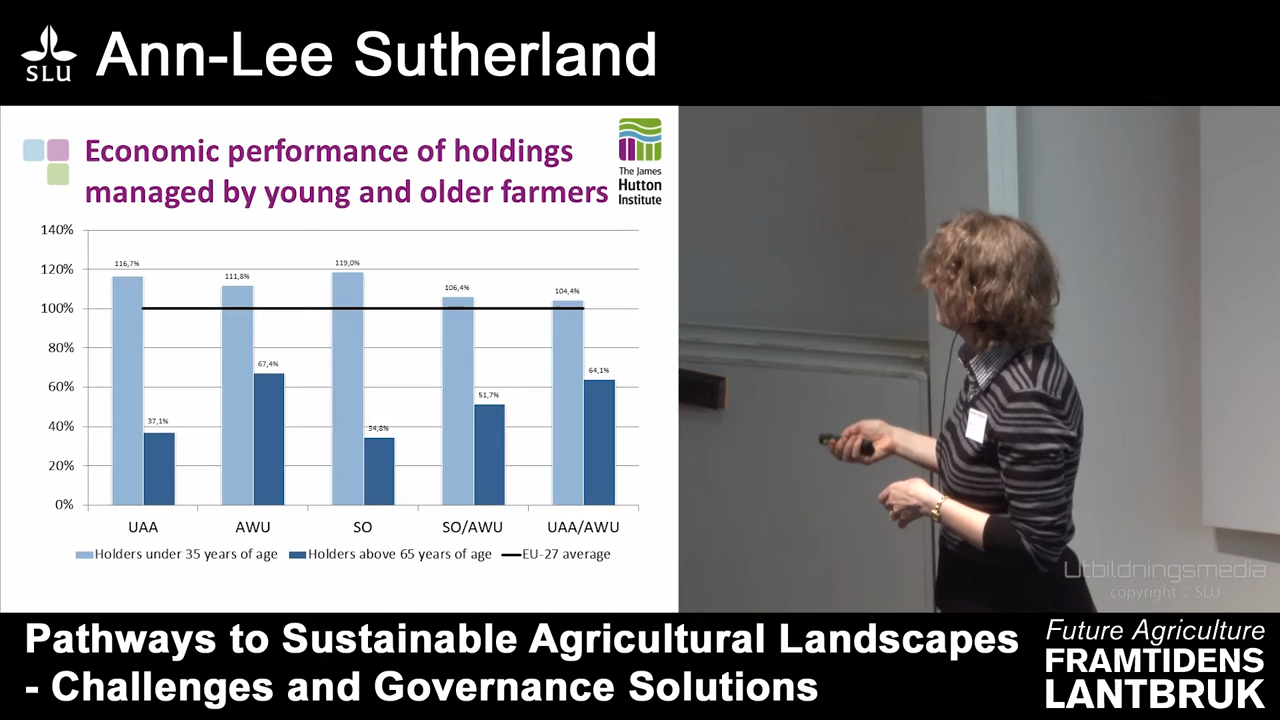 SLU
Ann-Lee Sutherland
Economic performance of holdings
managed by young and older farmers
The James
Hutton
Institute
140%
120%
100%
80%
60%
40%
20%
0%
116,7%
37,1%
111,8%
67,4%
119,0%
34,8%
106,4%
51,7%
104,4%
64,1%
UAA
AWU
SO
SO/AWU
UAA/AWU
Holders under 35 years of age
Holders above 65 years of age
EU-27 average
Utbildningsmedia
copyright © SLU
Pathways to Sustainable Agricultural Landscapes
- Challenges and Governance Solutions
Future Agriculture
FRAMTIDENS
LANTBRUK